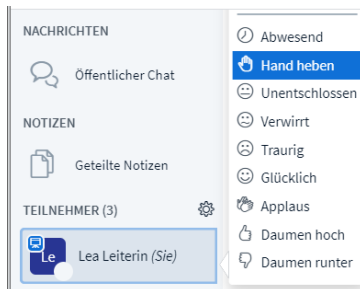 NACHRICHTEN
Öffentlicher Chat
NOTIZEN
Geteilte Notizen
TEILNEHMER (3)
Le
Lea Leiterin (Sie)
Abwesend
Hand heben
Unentschlossen
Verwirrt
Traurig
Glücklich
Applaus
Daumen hoch
Daumen runter